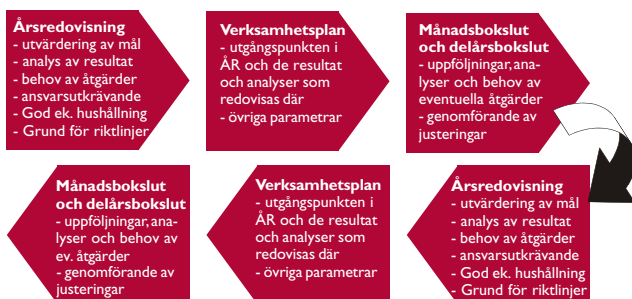 Årsredovisning
- utvärdering av mål
- analys av resultat
- behov av åtgärder
- ansvarsutkrävande
- God ek. hushållning
- Grund för riktlinjer
Verksamhetsplan
- utgångspunkten i
ÅR och de resultat
och analyser som
redovisas där
- övriga parametrar
Månadsbokslut
och delårsbokslut
- uppföljningar, ana-
lyser och behov av
eventuella åtgärder
- genomförande av
justeringar
Månadsbokslut
och delårsbokslut
- uppföljningar, ana-
lyser och behov av
ev. åtgärder
- genomförande av
justeringar
Verksamhetsplan
- utgångspunkten i
ÅR och de resultat
och analyser som
redovisas där
- övriga parametrar
Årsredovisning
- utvärdering av mål
- analys av resultat
- behov av åtgärder
- ansvarsutkrävande
- God ek. hushållning
- Grund för riktlinjer